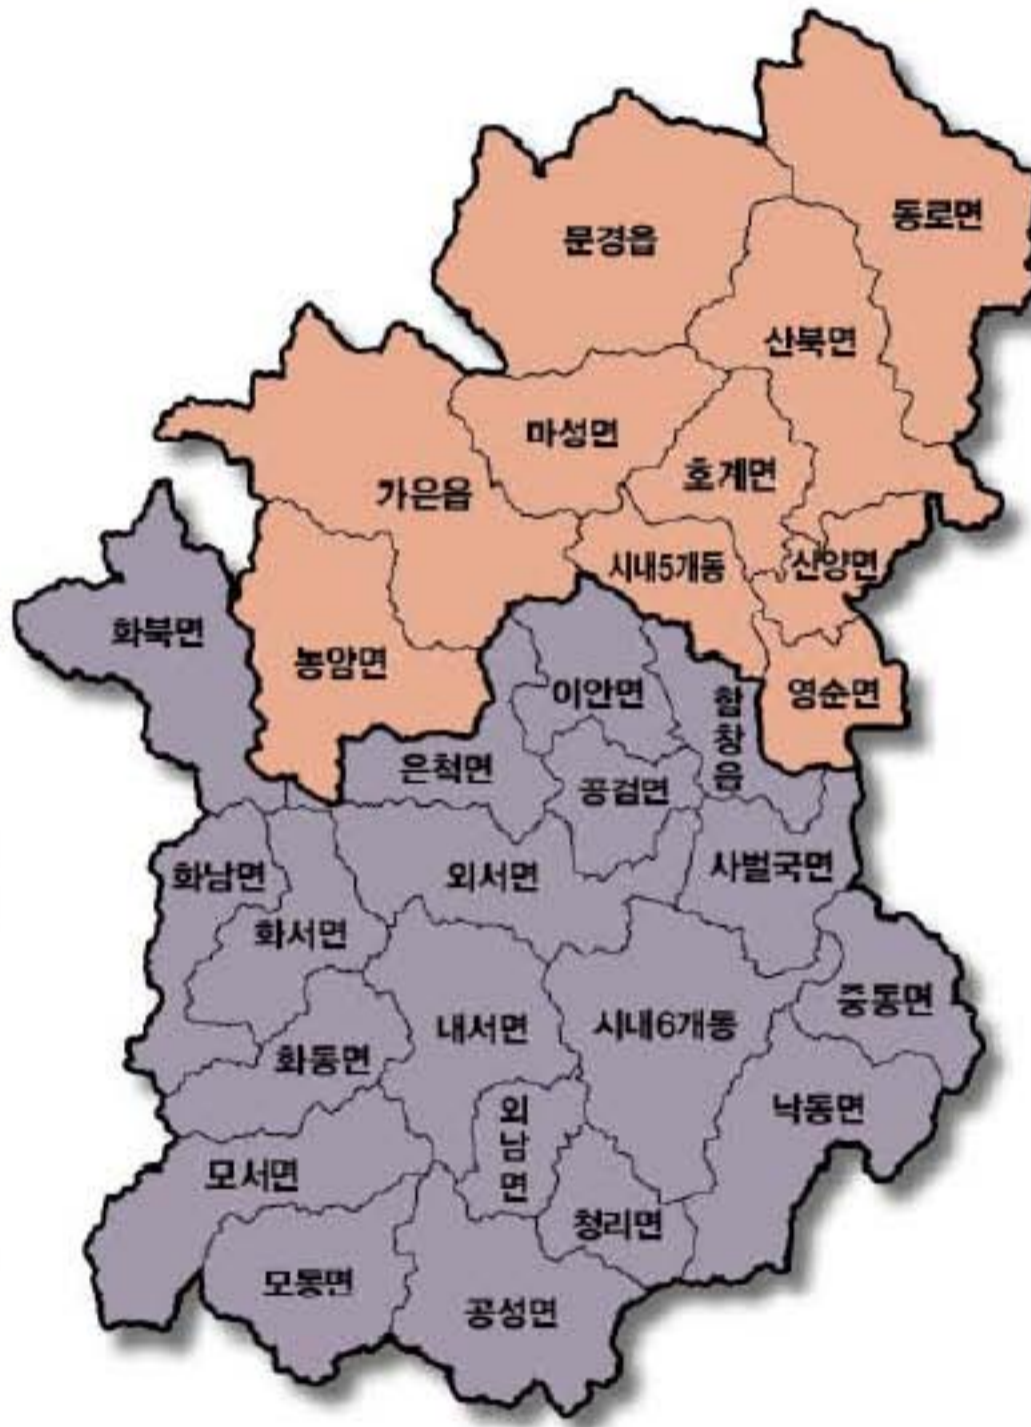 동로면
문경읍
산북면
마성면
호계면
가은읍
시내5개동
산양면
화북면
농암면
이안면
함창읍
영순면
은척면
공검면
화남면
외서면
사벌국면
화서면
중동면
내서면
시내6개동
화동면
낙동면
외남면
모서면
청리면
모동면
공성면